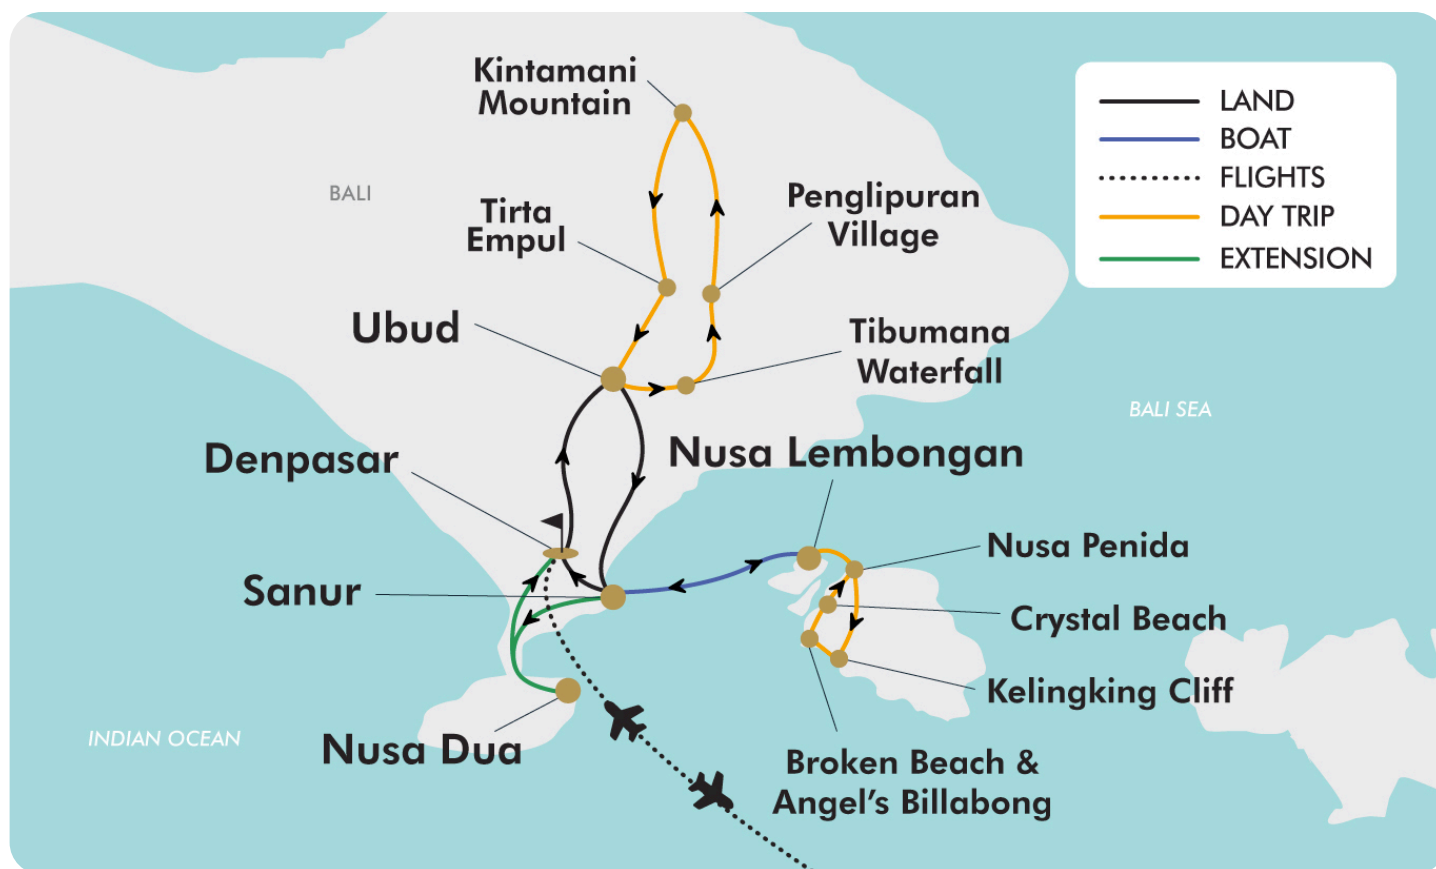 Kintamani
Mountain
LAND
BOAT
FLIGHTS
DAY TRIP
EXTENSION
BALI
Tirta
Empul
Penglipuran
Village
Ubud
Tibumana
Waterfall
BALI SEA
Denpasar
Nusa Lembongan
Nusa Penida
Sanur
Crystal Beach
Kelingking Cliff
INDIAN OCEAN
Nusa Dua
Broken Beach &
Angel's Billabong